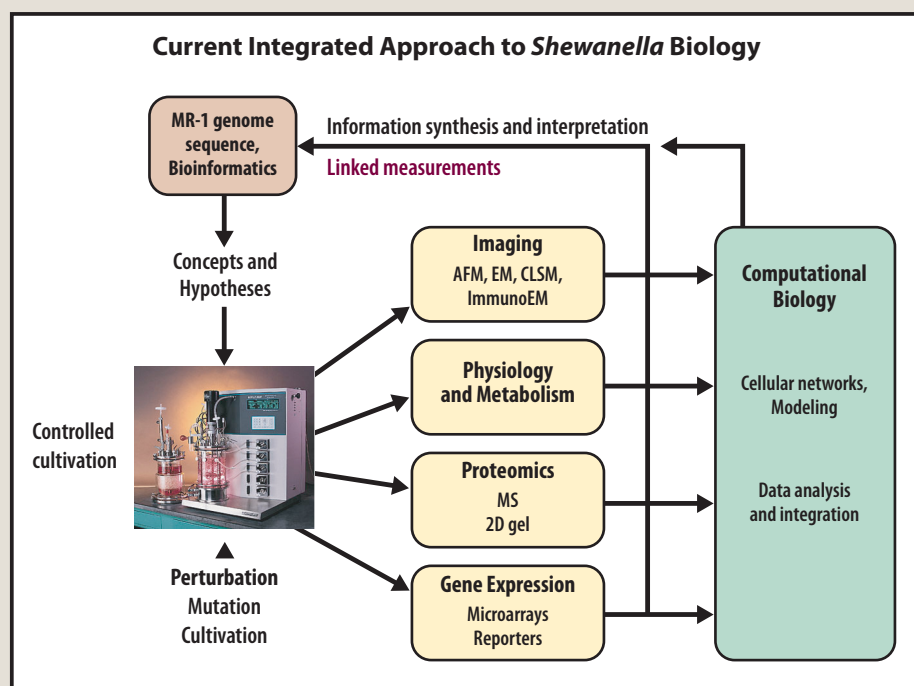 Current Integrated Approach to Shewanella Biology
MR-1 genome
sequence,
Bioinformatics
Information synthesis and interpretation
Linked measurements
Concepts and
Hypotheses
Controlled
cultivation
Perturbation
Mutation
Cultivation
Imaging
AFM, EM, CLSM,
ImmunoEM
Physiology
and Metabolism
Proteomics
MS
2D gel
Gene Expression
Microarrays
Reporters
Computational
Biology
Cellular networks,
Modeling
Data analysis
and integration